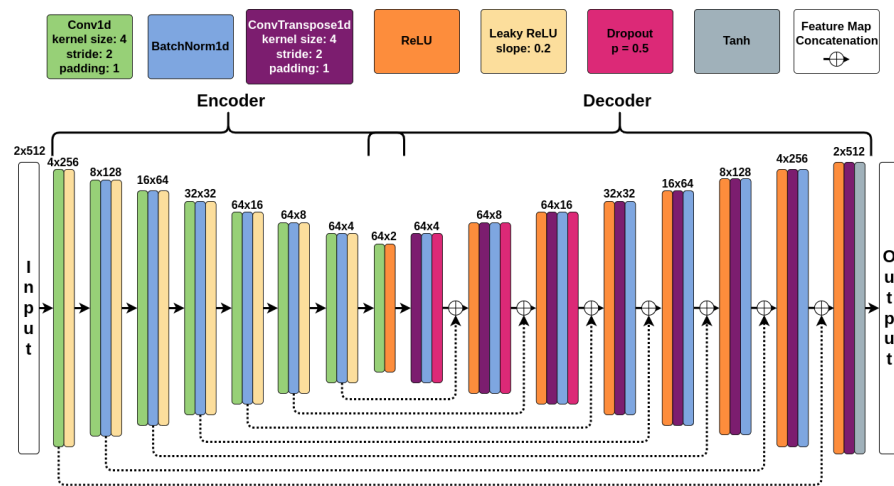 Conv1d
kernel size: 4
stride: 2
padding: 1
BatchNorm1d
ConvTranspose1d
kernel size: 4
stride: 2
padding: 1
ReLU
Leaky ReLU
slope: 0.2
Dropout
p = 0.5
Tanh
Feature Map
Concatenation
Encoder
Decoder
2x512
4x256
8x128
16x64
32x32
64x16
64x8
64x4
64x2
64x4
64x8
64x16
32x32
16x64
8x128
4x256
2x512
Input
Output